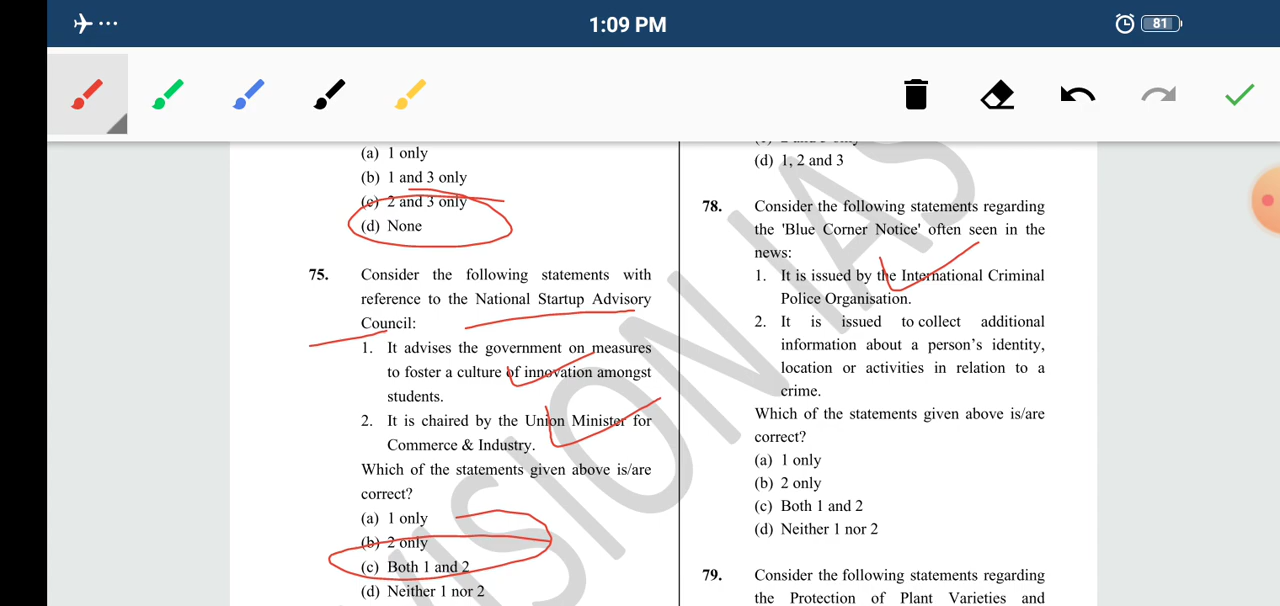 1:09 PM
81
(a) 1 only
(b) 1 and 3 only
(c) 2 and 3 only
(d) None
75. Consider the following statements with
reference to the National Startup Advisory
Council:
1. It advises the government on measures
to foster a culture of innovation amongst
students.
2. It is chaired by the Union Minister for
Commerce & Industry.
Which of the statements given above is/are
correct?
(a) 1 only
(b) 2 only
(c) Both 1 and 2
(d) Neither 1 nor 2
(d) 1, 2 and 3
78. Consider the following statements regarding
the 'Blue Corner Notice' often seen in the
news:
1. It is issued by the International Criminal
Police Organisation.
2. It is issued to collect additional
information about a person's identity,
location or activities in relation to a
crime.
Which of the statements given above is/are
correct?
(a) 1 only
(b) 2 only
(c) Both 1 and 2
(d) Neither 1 nor 2
79. Consider the following statements regarding
the Protection of Plant Varieties and
VISION IAS